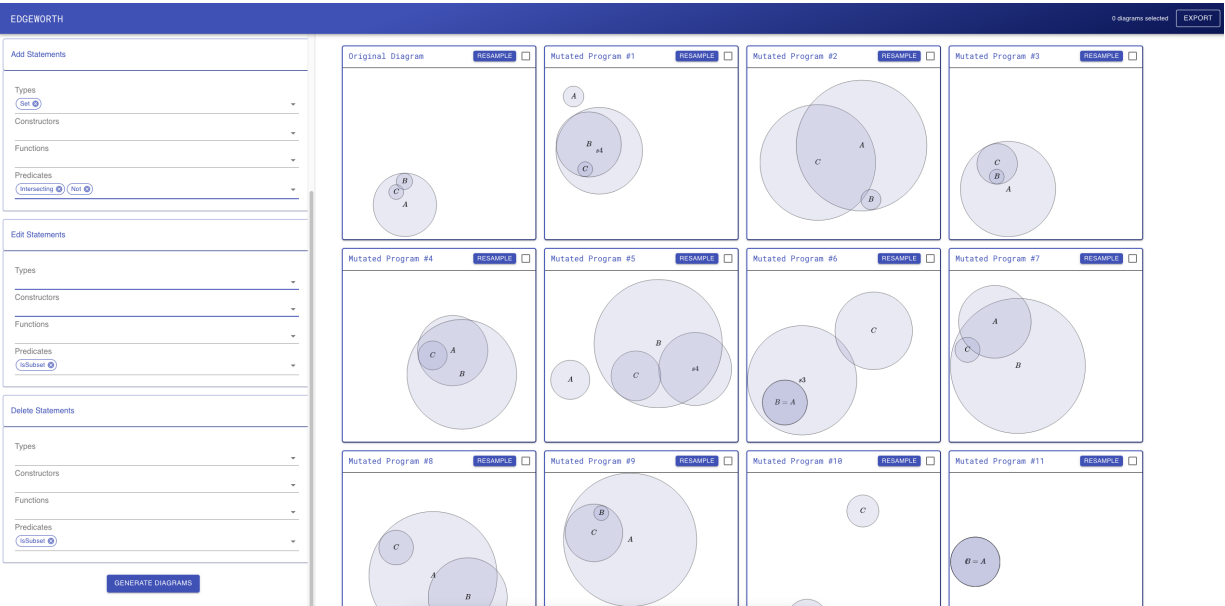 EDGEWORTH
0 diagrams selected
EXPORT
Add Statements
Types
Set
Constructors
Functions
Predicates
Intersecting Not
Edit Statements
Types
Constructors
Functions
Predicates
IsSubset
Delete Statements
Types
Constructors
Functions
Predicates
IsSubset
GENERATE DIAGRAMS
Original Diagram RESAMPLE
B
C
A
Mutated Program #1 RESAMPLE
A
B
s4
C
Mutated Program #2 RESAMPLE
A
C
B
Mutated Program #3 RESAMPLE
C
B
A
Mutated Program #4 RESAMPLE
A
C
B
Mutated Program #5 RESAMPLE
B
s4
C
A
Mutated Program #6 RESAMPLE
C
s3
B = A
Mutated Program #7 RESAMPLE
A
C
B
Mutated Program #8 RESAMPLE
C
A
B
Mutated Program #9 RESAMPLE
B
C
A
Mutated Program #10 RESAMPLE
C
Mutated Program #11 RESAMPLE
B = A